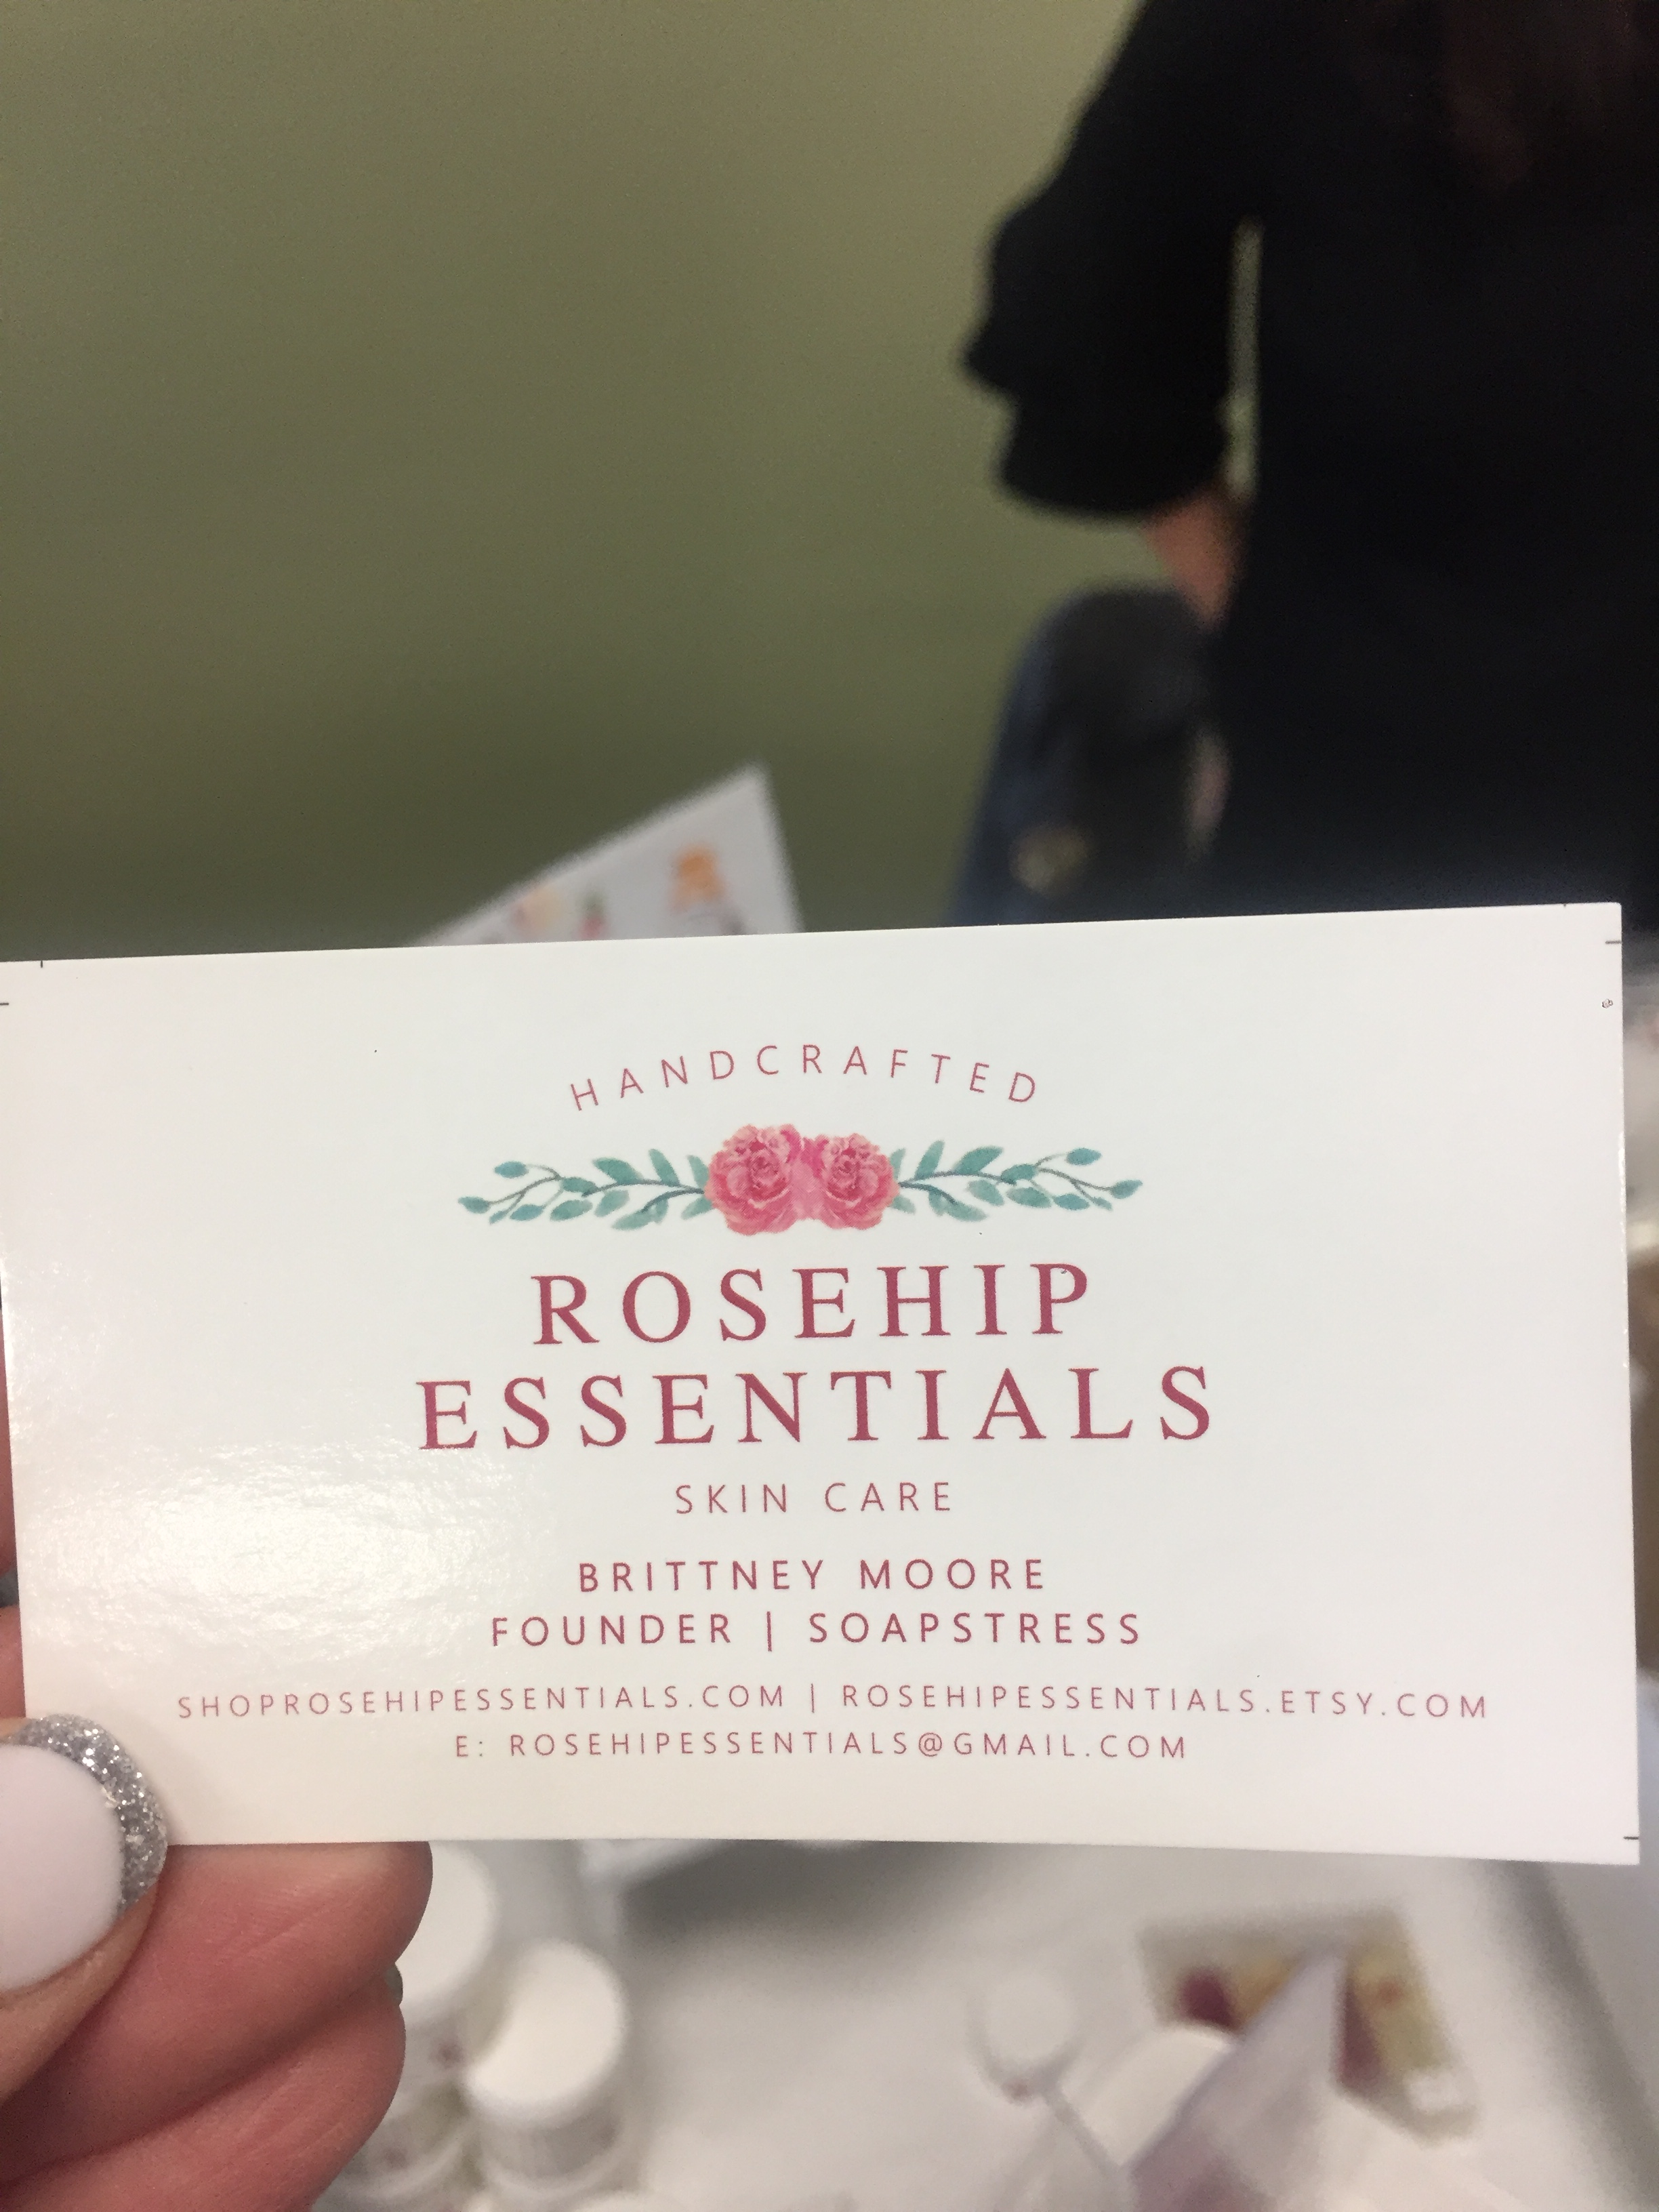 HANDCRAFTED
ROSEHIP
ESSENTIALS
SKIN CARE
BRITTNEY MOORE
FOUNDER | SOAPSTRESS
SHOPROSEHIPESSENTIALS.COM | ROSEHIPESSENTIALS.ETSY.COM
E: ROSEHIPESSENTIALS@GMAIL.COM